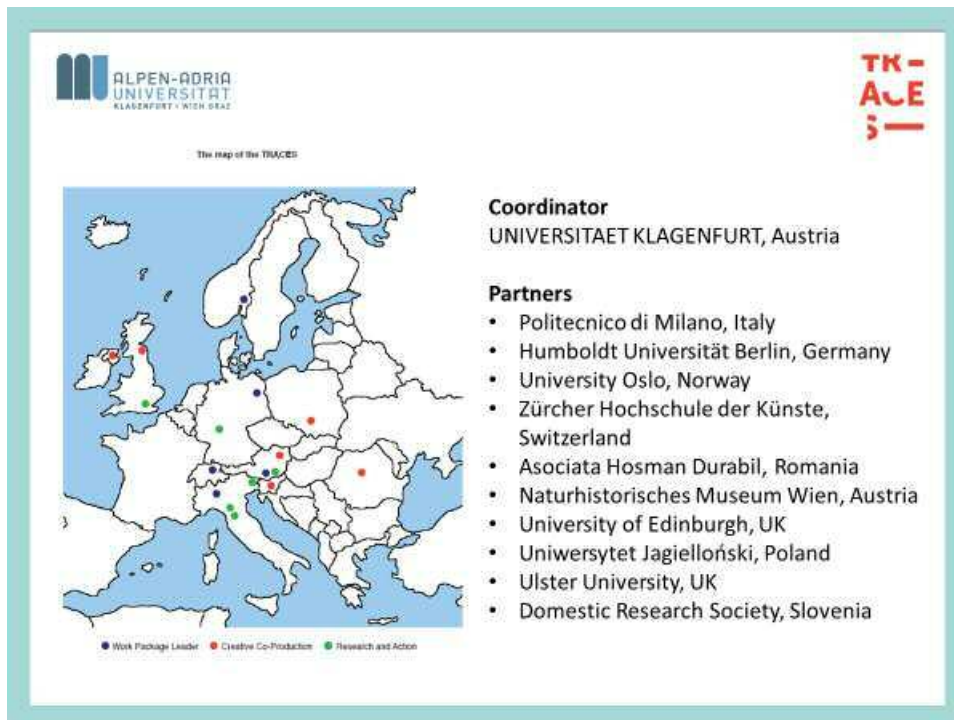 ALPEN-ADRIA
UNIVERSITÄT
KLAGENFURT • WIEN GRAZ
TR
ACE
S
The map of the TRACES
Coordinator
UNIVERSITAET KLAGENFURT, Austria
Partners
• Politecnico di Milano, Italy
• Humboldt Universität Berlin, Germany
• University Oslo, Norway
• Zürcher Hochschule der Künste,
Switzerland
• Asociata Hosman Durabil, Romania
• Naturhistorisches Museum Wien, Austria
• University of Edinburgh, UK
• Uniwersytet Jagielloński, Poland
• Ulster University, UK
• Domestic Research Society, Slovenia
Work Package Leader Creative Co-Production Research and Action